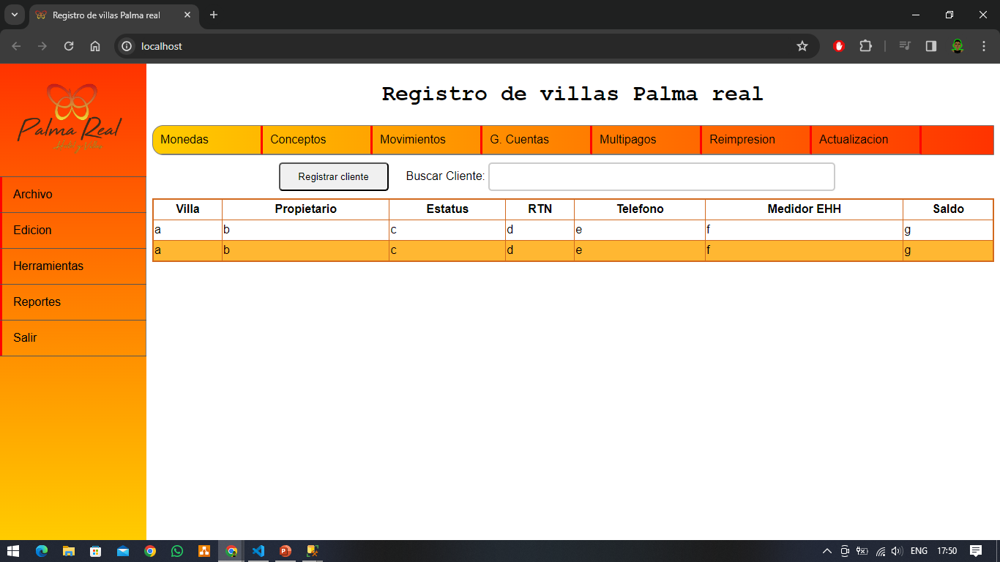 Registro de villas Palma real
localhost
Palma Real
Registro de villas Palma real
Monedas Conceptos Movimientos G. Cuentas Multipagos Reimpresion Actualizacion
Registrar cliente Buscar Cliente:
Archivo
Edicion
Herramientas
Reportes
Salir
Villa Propietario Estatus RTN Telefono Medidor EHH Saldo
a b c d e f g
a b c d e f g
ENG 17:50